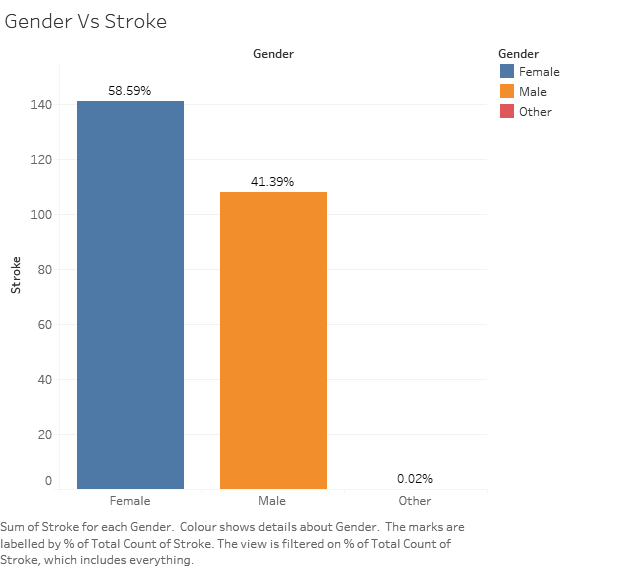 Gender Vs Stroke
Gender
Gender
Female
Male
Other
58.59%
41.39%
0.02%
Stroke
140
120
100
80
60
40
20
0
Female
Male
Other
Sum of Stroke for each Gender.  Colour shows details about Gender.  The marks are
labelled by % of Total Count of Stroke. The view is filtered on % of Total Count of
Stroke, which includes everything.